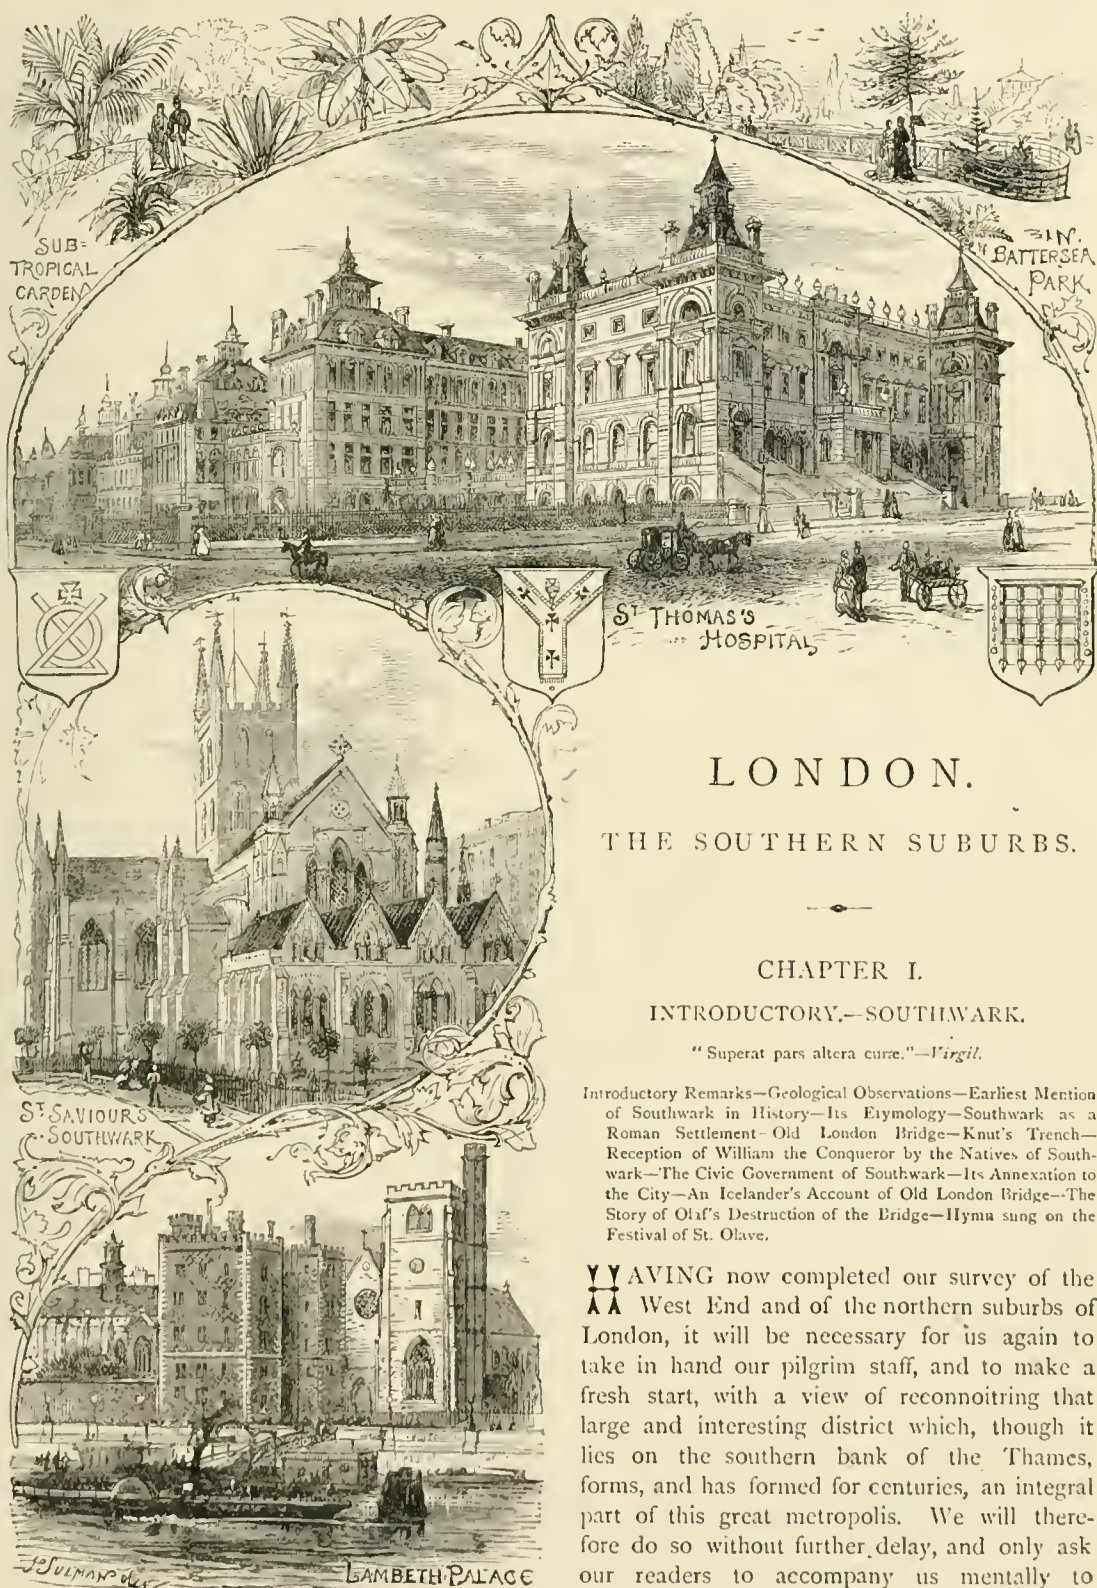 SUB-
TROPICAL
GARDEN
IN
BATTERSEA
PARK
ST THOMAS'S
HOSPITAL
ST SAVIOUR'S
SOUTHWARK
LAMBETH PALACE
LONDON.
THE SOUTHERN SUBURBS.
CHAPTER I.
INTRODUCTORY.—SOUTHWARK.
"Superat pars altera curæ."—Virgil.
Introductory Remarks—Geological Observations—Earliest Mention
of Southwark in History—Its Etymology—Southwark as a
Roman Settlement—Old London Bridge—Knut's Trench—
Reception of William the Conqueror by the Natives of South-
wark—The Civic Government of Southwark—Its Annexation to
the City—An Icelander's Account of Old London Bridge—The
Story of Olaf's Destruction of the Bridge—Hymn sung on the
Festival of St. Olave.
HAVING now completed our survey of the
West End and of the northern suburbs of
London, it will be necessary for us again to
take in hand our pilgrim staff, and to make a
fresh start, with a view of reconnoitring that
large and interesting district which, though it
lies on the southern bank of the Thames,
forms, and has formed for centuries, an integral
part of this great metropolis. We will there-
fore do so without further delay, and only ask
our readers to accompany us mentally to